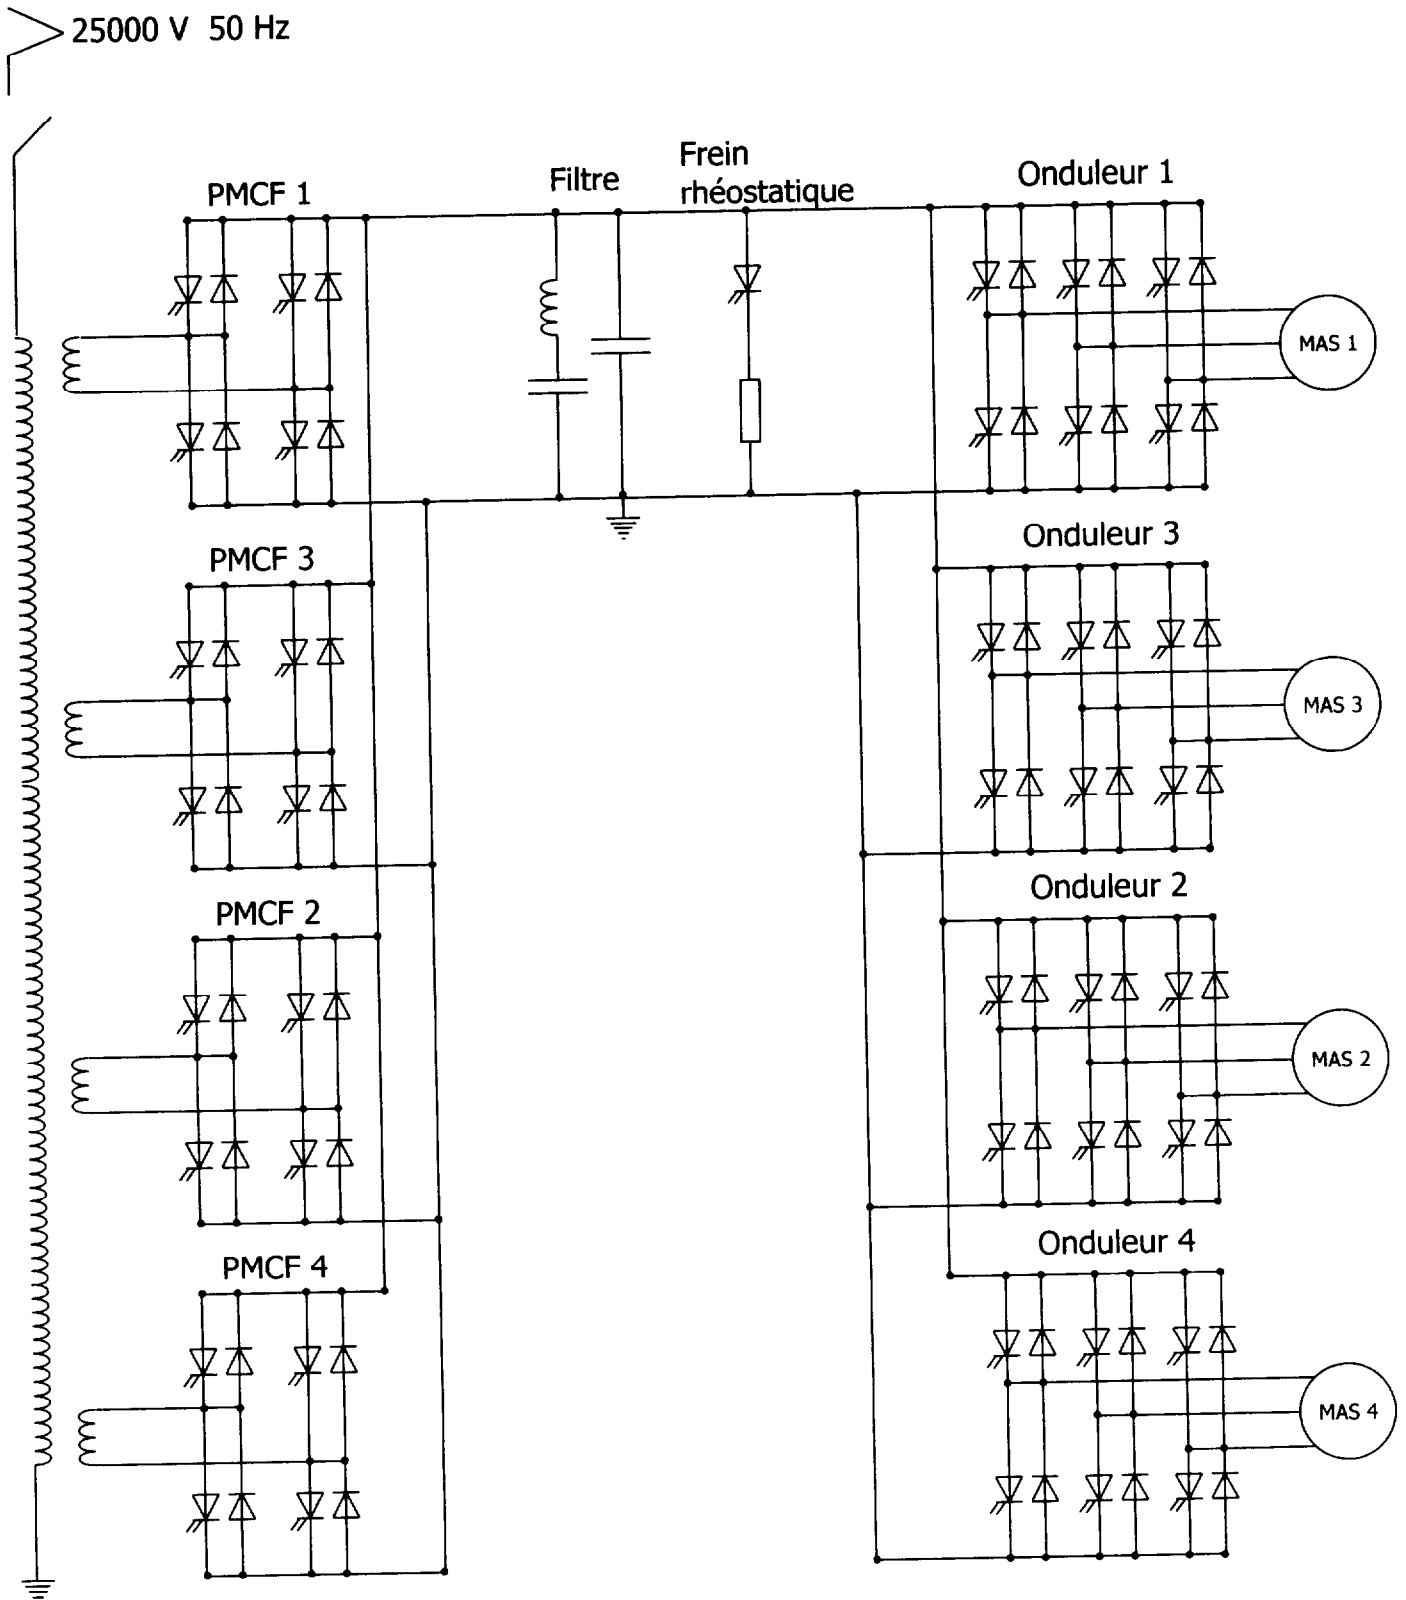 25000 V 50 Hz
PMCF 1
Filtre
Frein
rhéostatique
Onduleur 1
MAS 1
PMCF 3
Onduleur 3
MAS 3
PMCF 2
Onduleur 2
MAS 2
PMCF 4
Onduleur 4
MAS 4